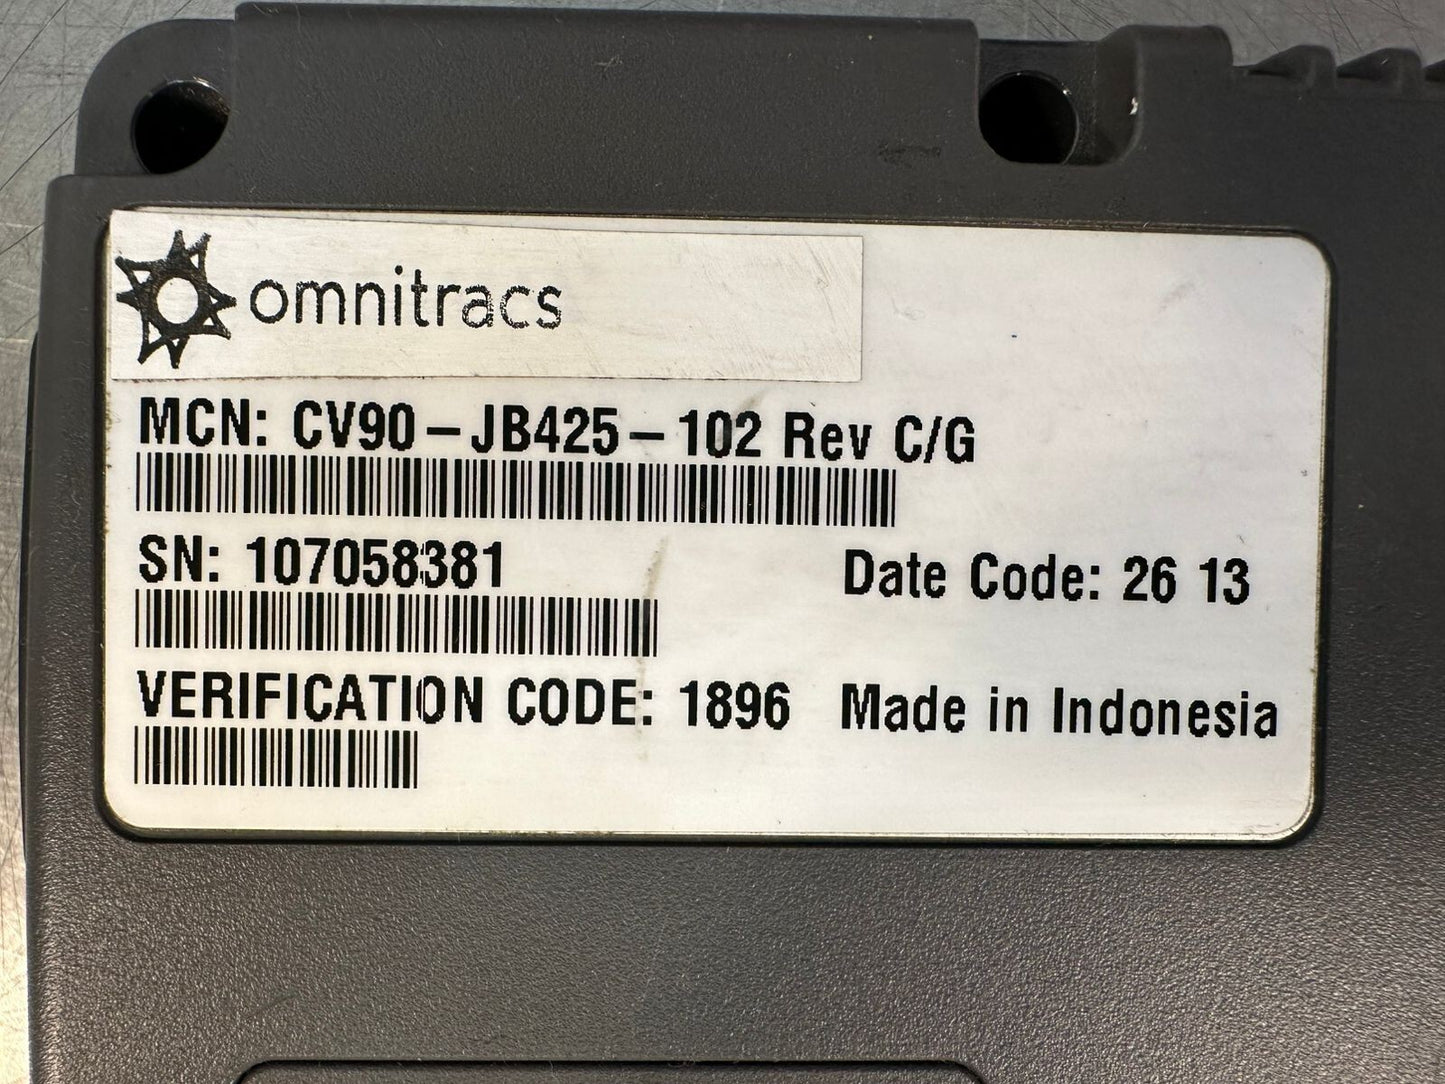 omnitracs
MCN: CV90-JB425-102 Rev C/G
SN: 107058381 Date Code: 26 13
VERIFICATION CODE: 1896 Made in Indonesia